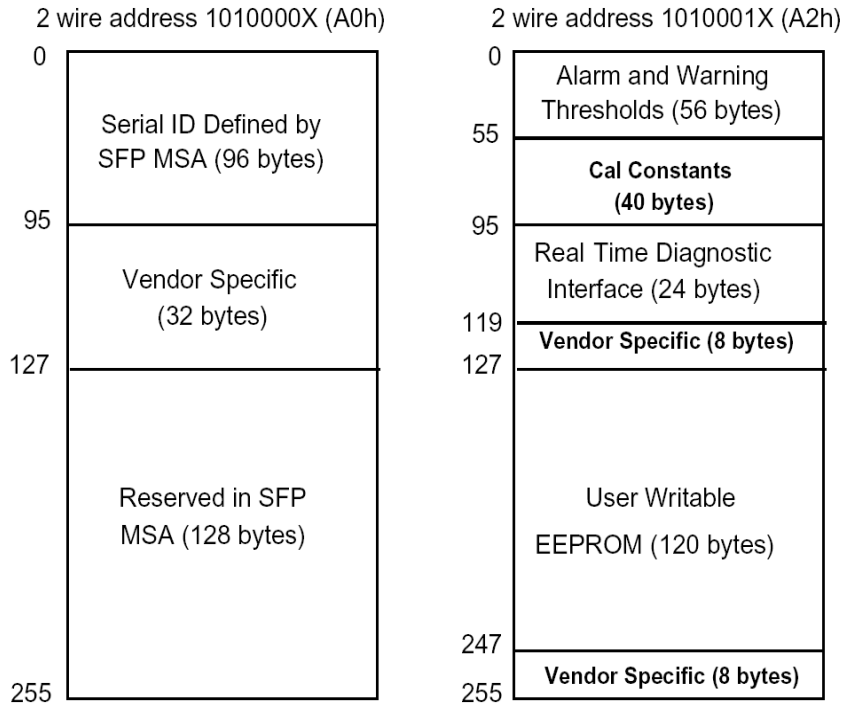 2 wire address 1010000X (A0h)
0
Serial ID Defined by
SFP MSA (96 bytes)
95
Vendor Specific
(32 bytes)
127
Reserved in SFP
MSA (128 bytes)
255
2 wire address 1010001X (A2h)
0
Alarm and Warning
Thresholds (56 bytes)
55
Cal Constants
(40 bytes)
95
Real Time Diagnostic
Interface (24 bytes)
119
Vendor Specific (8 bytes)
127
User Writable
EEPROM (120 bytes)
247
Vendor Specific (8 bytes)
255